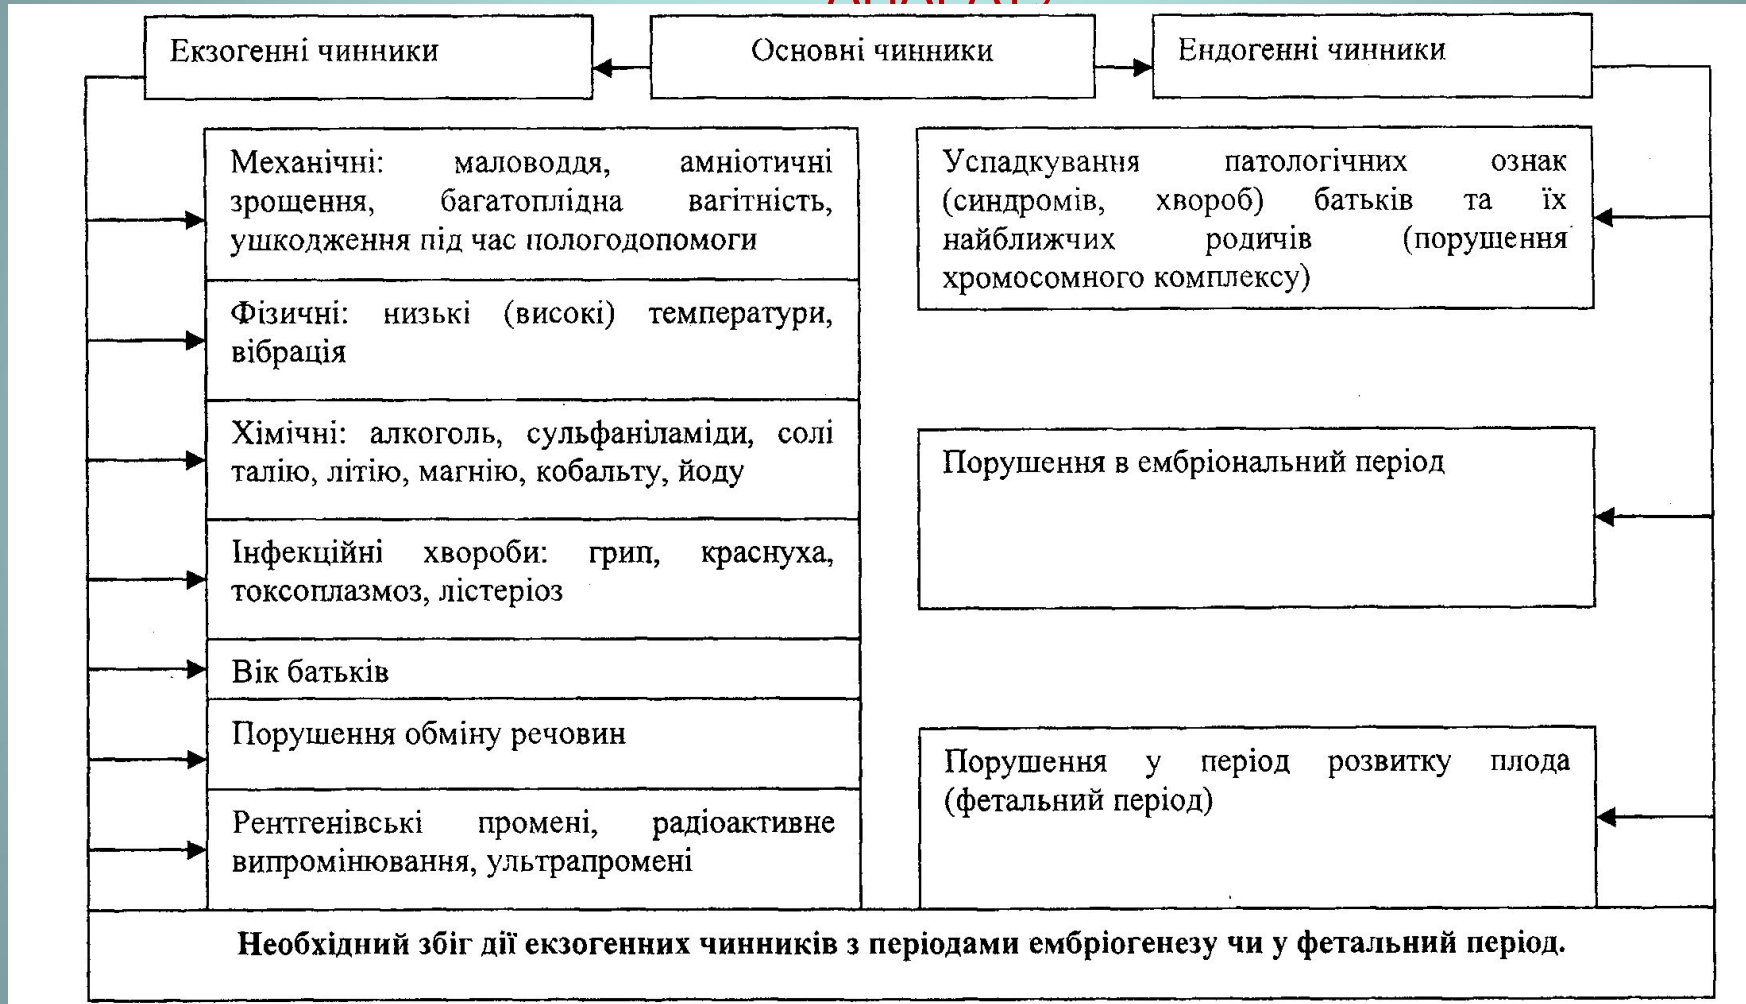 Екзогенні чинники
Основні чинники
Ендогенні чинники
Механічні: маловоддя, амніотичні
зрощення, багатоплідна вагітність,
ушкодження під час пологодопомоги
Фізичні: низькі (високі) температури,
вібрація
Хімічні: алкоголь, сульфаніламіди, солі
талію, літію, магнію, кобальту, йоду
Інфекційні хвороби: грип, краснуха,
токсоплазмоз, лістеріоз
Вік батьків
Порушення обміну речовин
Рентгенівські промені, радіоактивне
випромінювання, ультрапромені
Успадкування патологічних ознак
(синдромів, хвороб) батьків та їх
найближчих родичів (порушення
хромосомного комплексу)
Порушення в ембріональний період
Порушення у період розвитку плода
(фетальний період)
Необхідний збіг дії екзогенних чинників з періодами ембріогенезу чи у фетальний період.